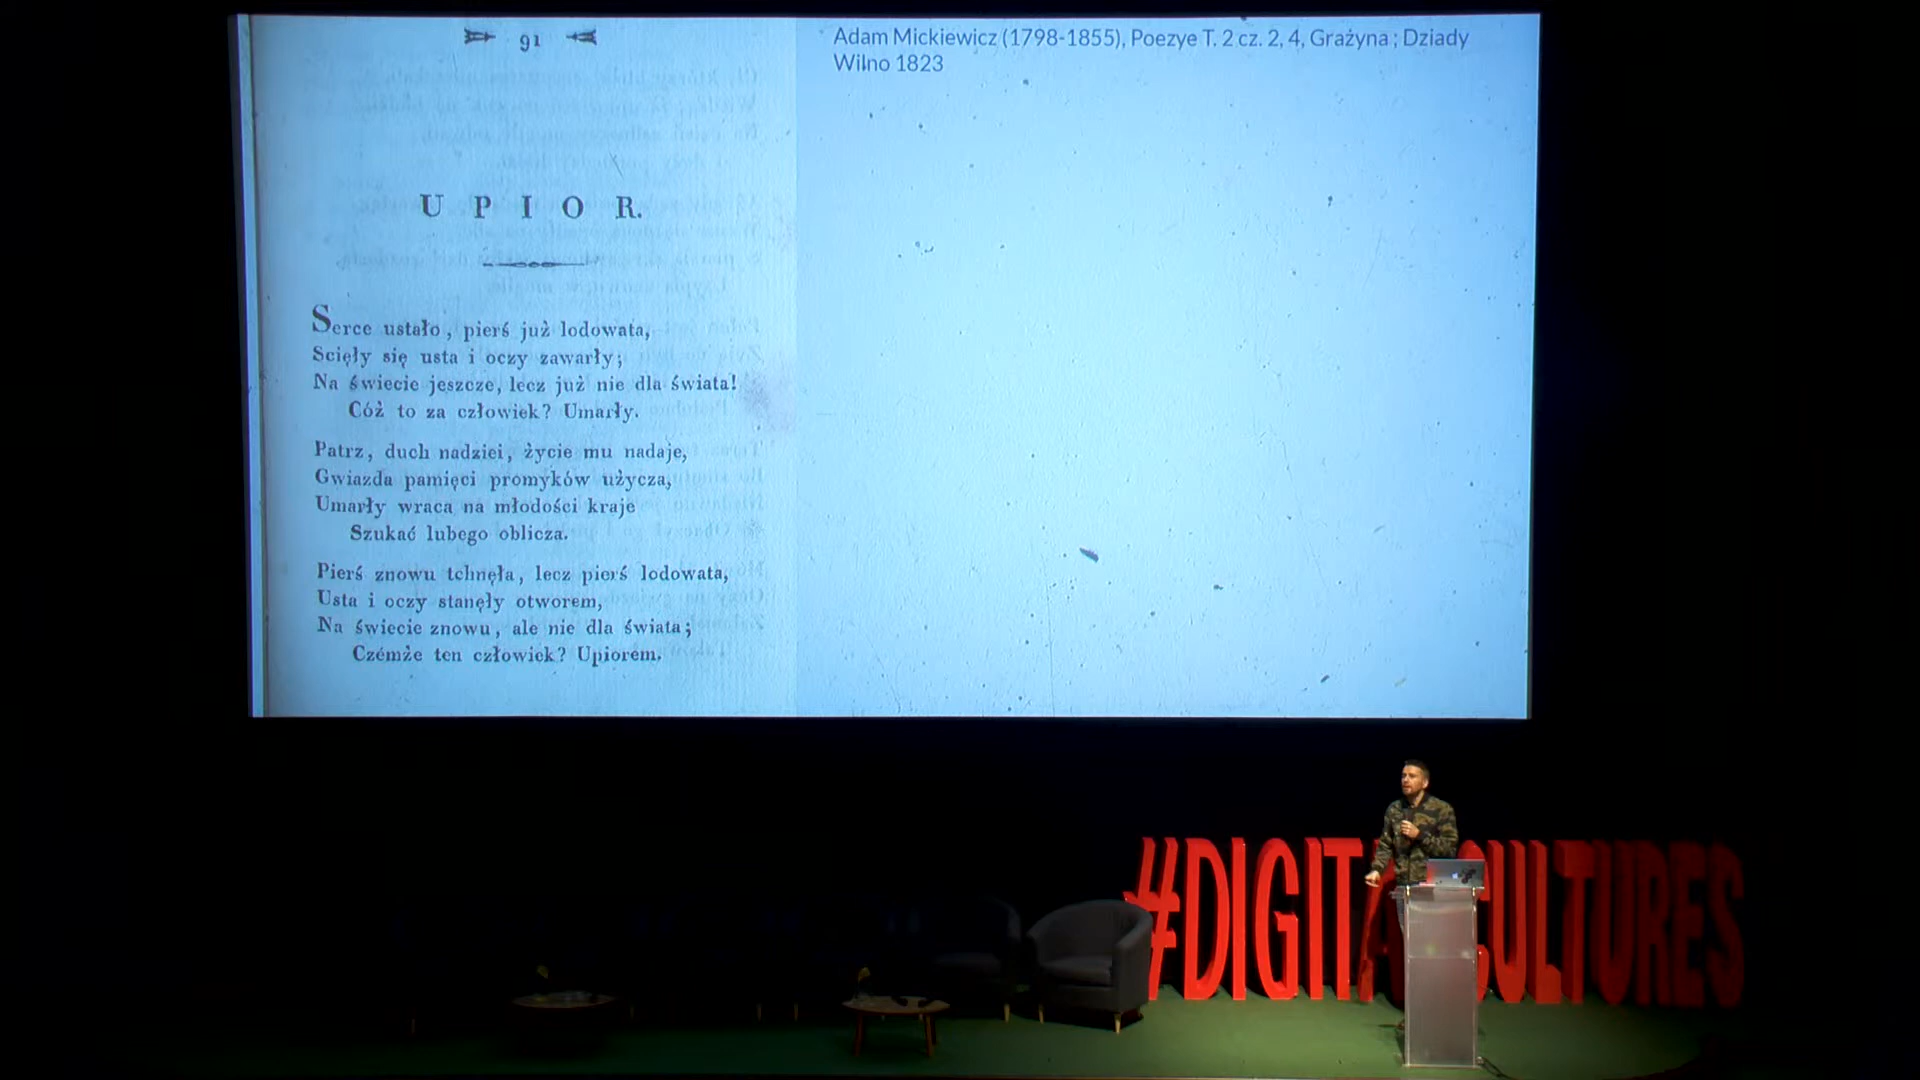 91
UPIOR.
Serce ustało, pierś już lodowata,
Scięły się usta i oczy zawarły;
Na świecie jeszcze, lecz już nie dla świata!
Cóż to za człowiek? Umarły.
Patrz, duch nadziei, życie mu nadaje,
Gwiazda pamięci promyków użycza,
Umarły wraca na młodości kraje
Szukać lubego oblicza.
Pierś znowu tchnęła, lecz pierś lodowata,
Usta i oczy stanęły otworem,
Na świecie znowu, ale nie dla świata;
Czémże ten człowiek? Upiorem.
Adam Mickiewicz (1798-1855), Poezye T. 2 cz. 2, 4, Grażyna ; Dziady
Wilno 1823
#DIGITALCULTURES